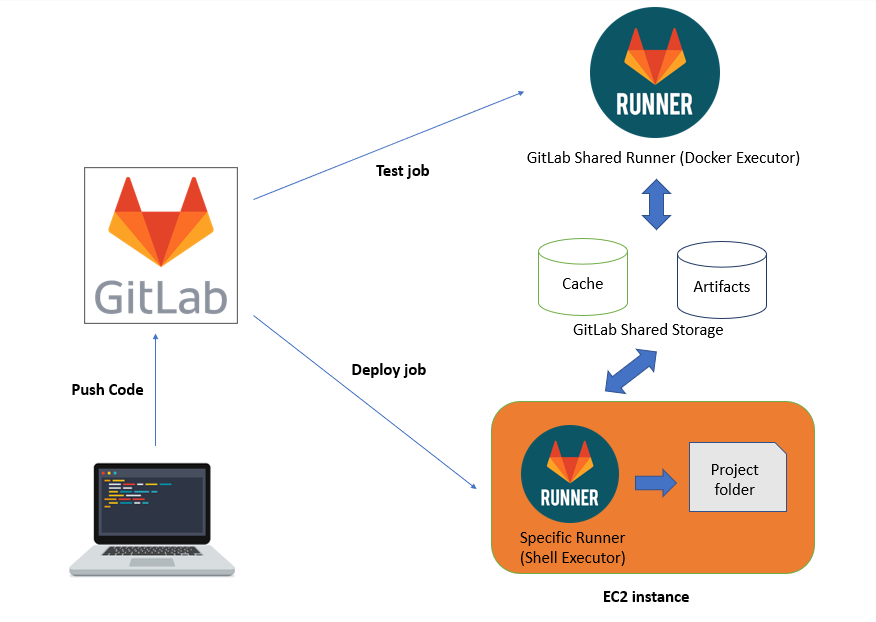 RUNNER
GitLab Shared Runner (Docker Executor)
Test job
GitLab
Cache
Artifacts
GitLab Shared Storage
Push Code
Deploy job
RUNNER
Project
folder
Specific Runner
(Shell Executor)
EC2 instance